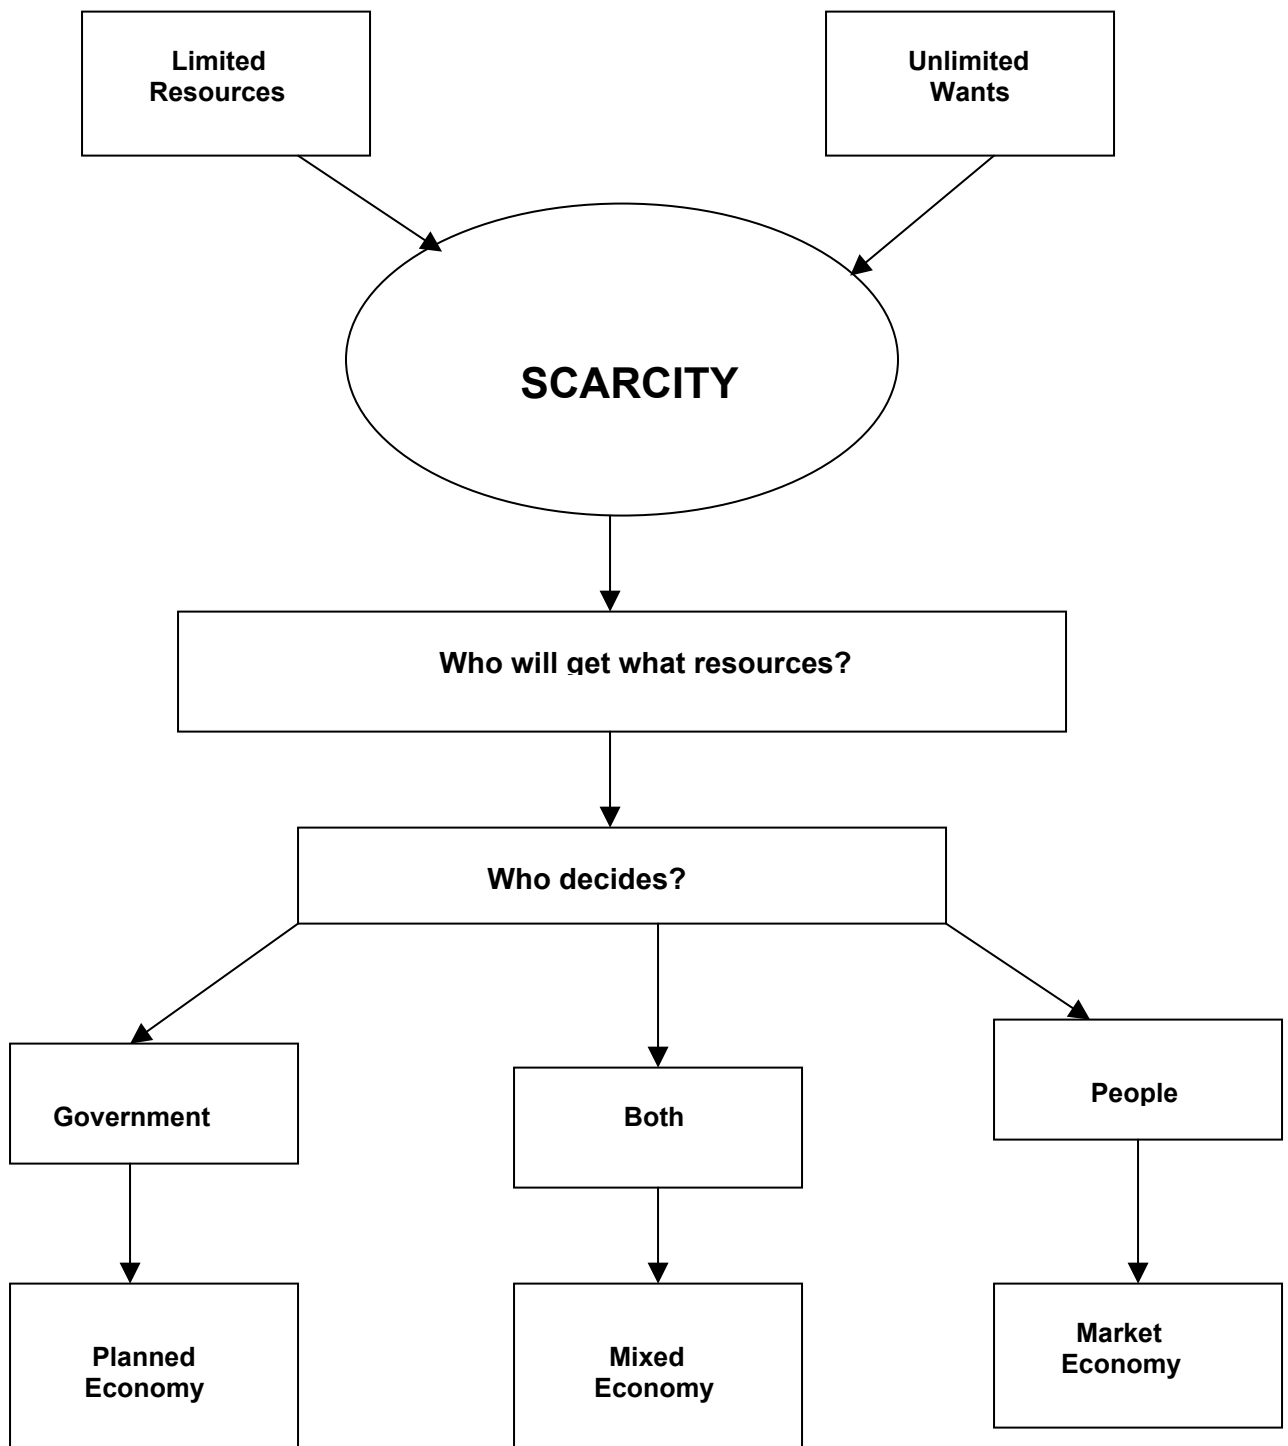 Limited
Resources
Unlimited
Wants
SCARCITY
Who will get what resources?
Who decides?
Government
Both
People
Planned
Economy
Mixed
Economy
Market
Economy